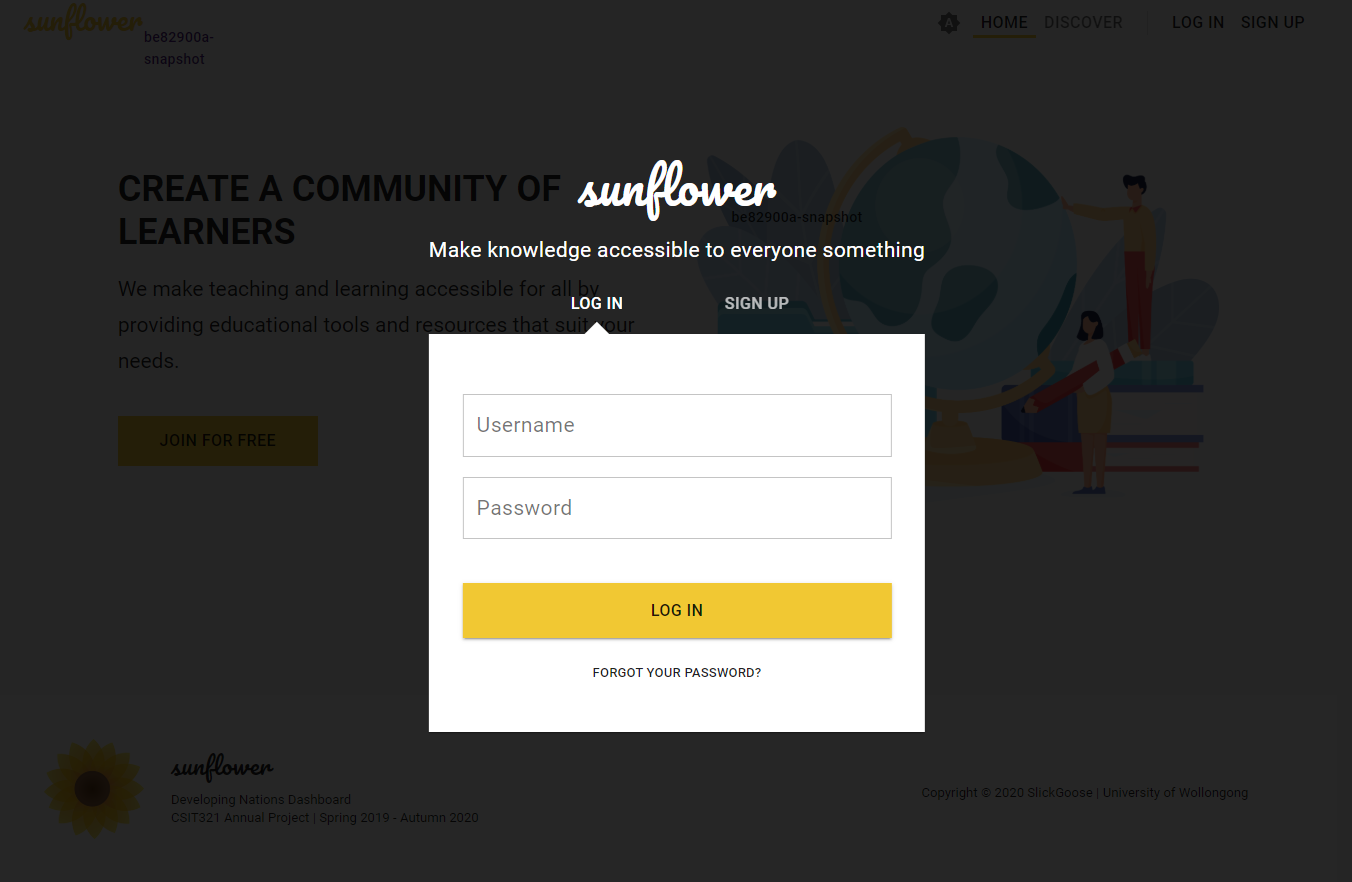 sunflower
be82900a-
snapshot
A
HOME
DISCOVER
LOG IN
SIGN UP
CREATE A COMMUNITY OF
LEARNERS
We make teaching and learning accessible for all by
providing educational tools and resources that suit your
needs.
JOIN FOR FREE
sunflower
be82900a-snapshot
Make knowledge accessible to everyone something
LOG IN
SIGN UP
Username
Password
LOG IN
FORGOT YOUR PASSWORD?
sunflower
Developing Nations Dashboard
CSIT321 Annual Project | Spring 2019 - Autumn 2020
Copyright © 2020 SlickGoose | University of Wollongong